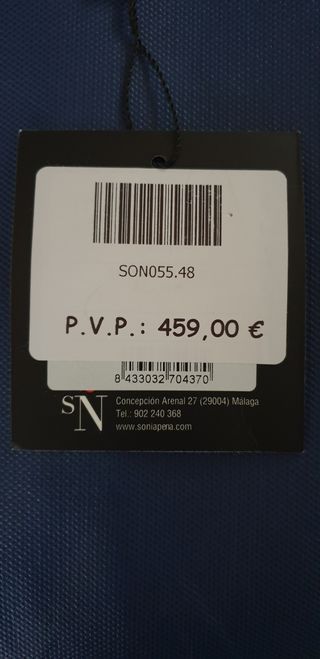 SON055.48
P.V.P.: 459,00 €
8 433032 704370
SN
Concepción Arenal 27 (29004) Málaga
Tel.: 902 240 368
www.soniapena.com